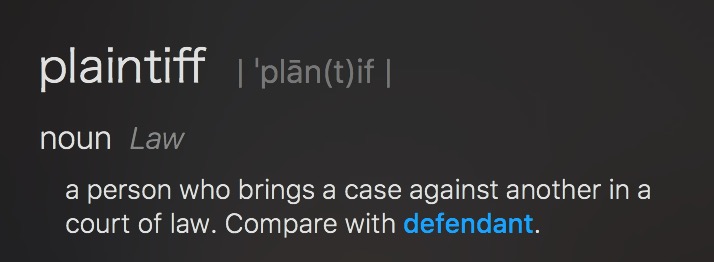 plaintiff | ˈplān(t)if |
noun Law
a person who brings a case against another in a
court of law. Compare with defendant.